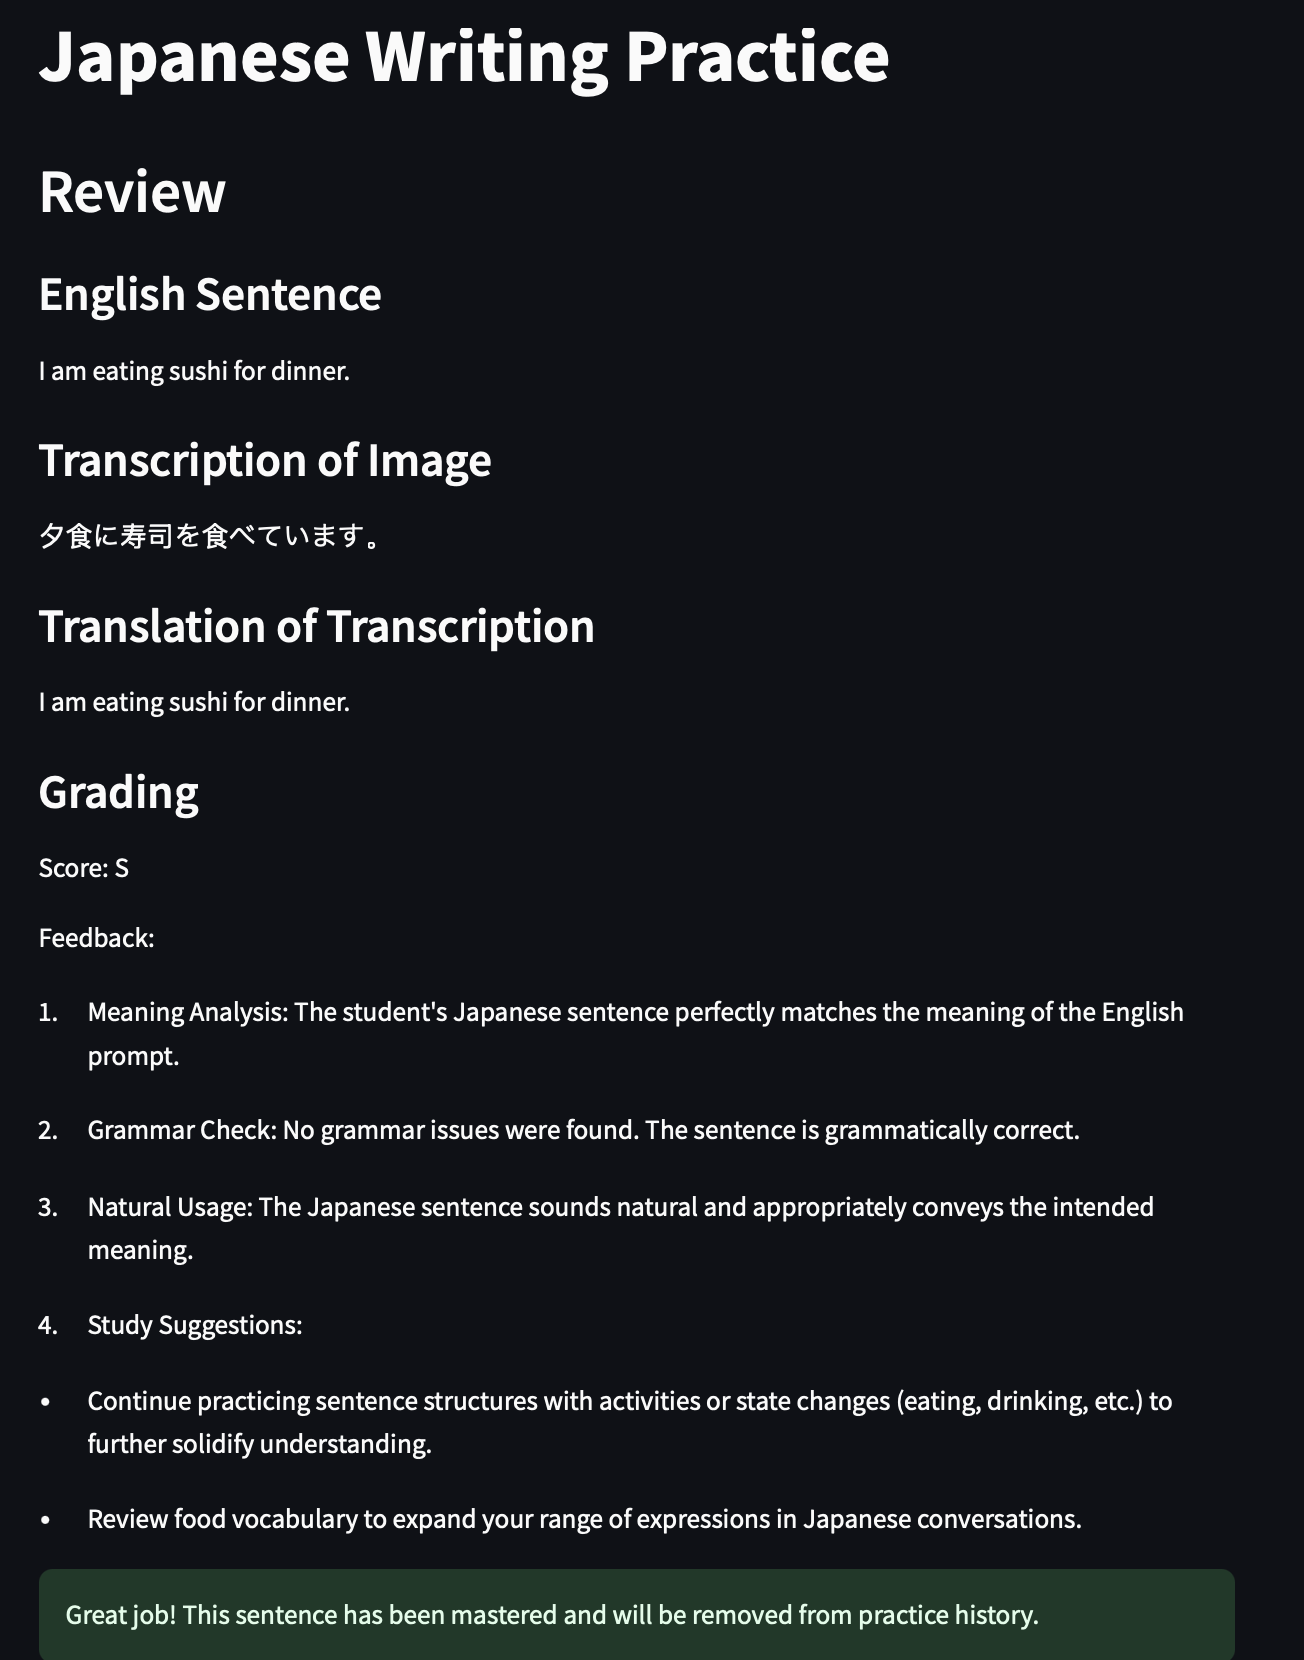 Japanese Writing Practice
Review
English Sentence
I am eating sushi for dinner.
Transcription of Image
夕食に寿司を食べています。
Translation of Transcription
I am eating sushi for dinner.
Grading
Score: S
Feedback:
1. Meaning Analysis: The student's Japanese sentence perfectly matches the meaning of the English
prompt.
2. Grammar Check: No grammar issues were found. The sentence is grammatically correct.
3. Natural Usage: The Japanese sentence sounds natural and appropriately conveys the intended
meaning.
4. Study Suggestions:
• Continue practicing sentence structures with activities or state changes (eating, drinking, etc.) to
further solidify understanding.
• Review food vocabulary to expand your range of expressions in Japanese conversations.
Great job! This sentence has been mastered and will be removed from practice history.